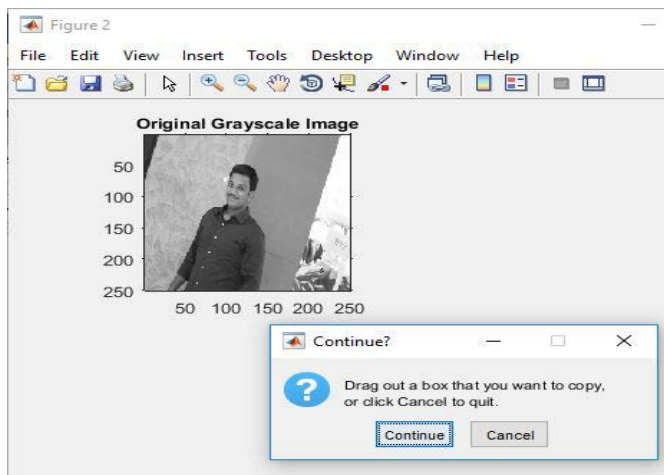 Figure 2
File Edit View Insert Tools Desktop Window Help
Original Grayscale Image
50
100
150
200
250
50 100 150 200 250
Continue?
Drag out a box that you want to copy,
or click Cancel to quit.
Continue Cancel